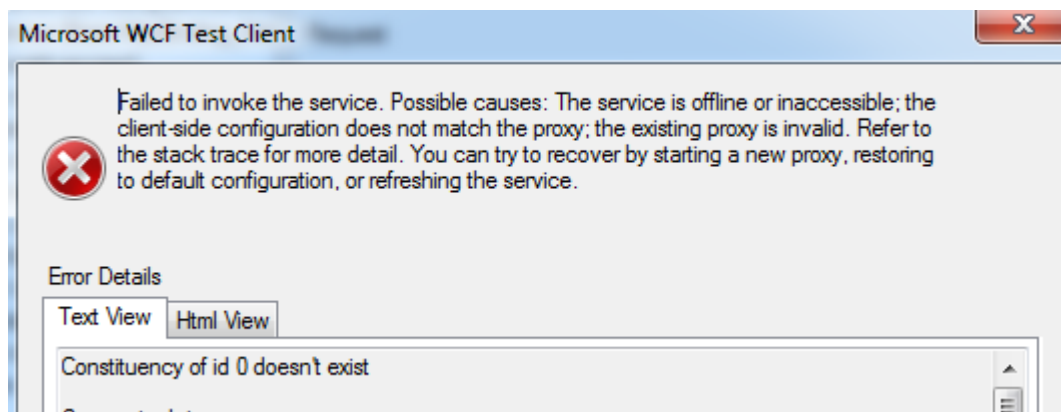 Microsoft WCF Test Client
Failed to invoke the service. Possible causes: The service is offline or inaccessible; the
client-side configuration does not match the proxy; the existing proxy is invalid. Refer to
the stack trace for more detail. You can try to recover by starting a new proxy, restoring
to default configuration, or refreshing the service.
Error Details
Text View Html View
Constituency of id 0 doesn't exist